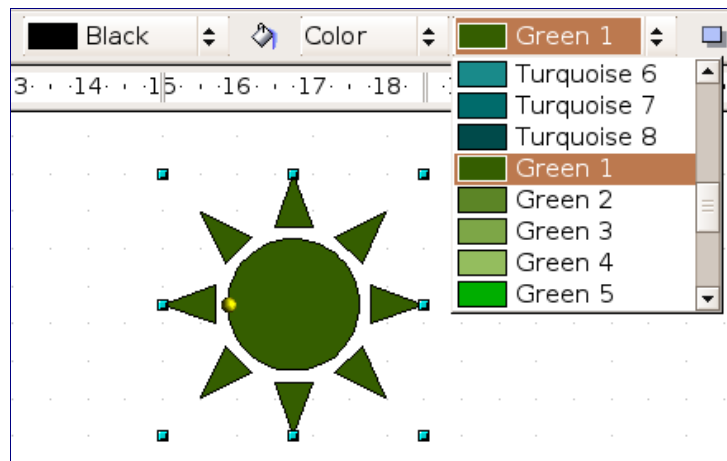 Black Color Green 1
3 14 15 16 17 18
Turquoise 6
Turquoise 7
Turquoise 8
Green 1
Green 2
Green 3
Green 4
Green 5